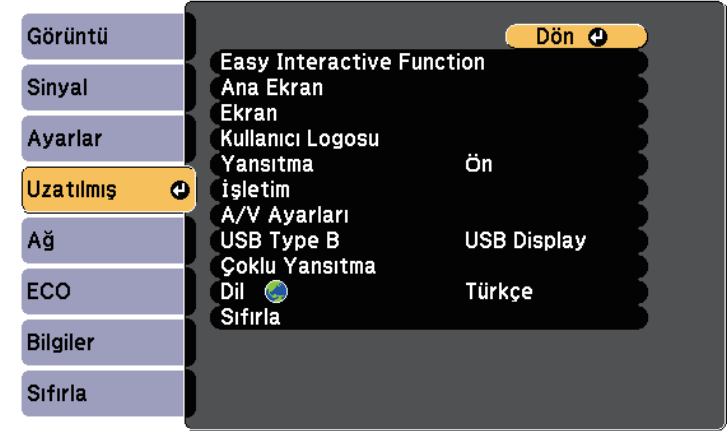 Görüntü
Sinyal
Ayarlar
Uzatılmış
Ağ
ECO
Bilgiler
Sıfırla
Dön
Easy Interactive Function
Ana Ekran
Ekran
Kullanıcı Logosu
Yansıtma Ön
İşletim
A/V Ayarları
USB Type B USB Display
Çoklu Yansıtma
Dil Türkçe
Sıfırla